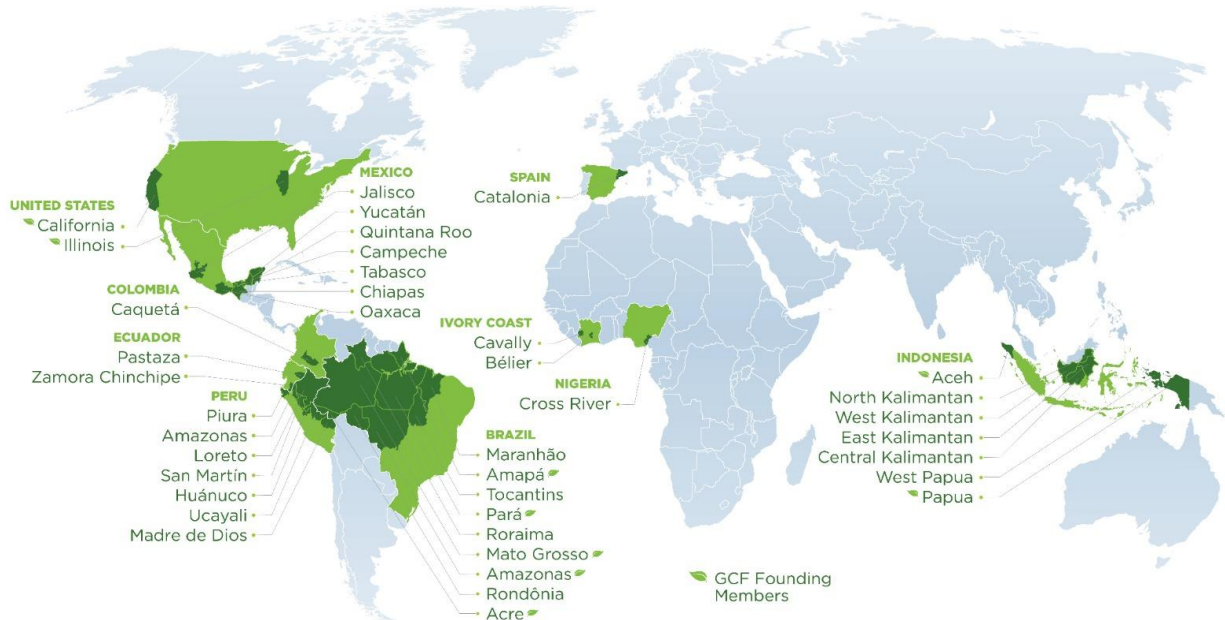 UNITED STATES
California
Illinois
MEXICO
Jalisco
Yucatán
Quintana Roo
Campeche
Tabasco
Chiapas
Oaxaca
COLOMBIA
Caquetá
ECUADOR
Pastaza
Zamora Chinchipe
PERU
Piura
Amazonas
Loreto
San Martín
Huánuco
Ucayali
Madre de Dios
BRAZIL
Maranhão
Amapá
Tocantins
Pará
Roraima
Mato Grosso
Amazonas
Rondônia
Acre
SPAIN
Catalonia
IVORY COAST
Cavally
Bélier
NIGERIA
Cross River
INDONESIA
Aceh
North Kalimantan
West Kalimantan
East Kalimantan
Central Kalimantan
West Papua
Papua
GCF Founding
Members